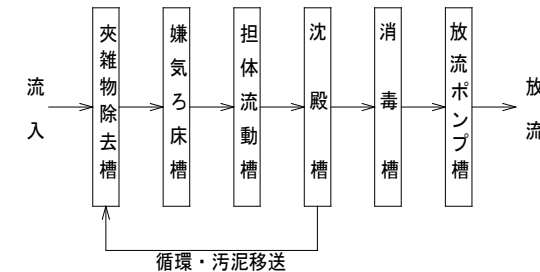 流入
夾雑物除去槽
嫌気ろ床槽
担体流動槽
沈殿槽
消毒槽
放流ポンプ槽
放流
循環・汚泥移送